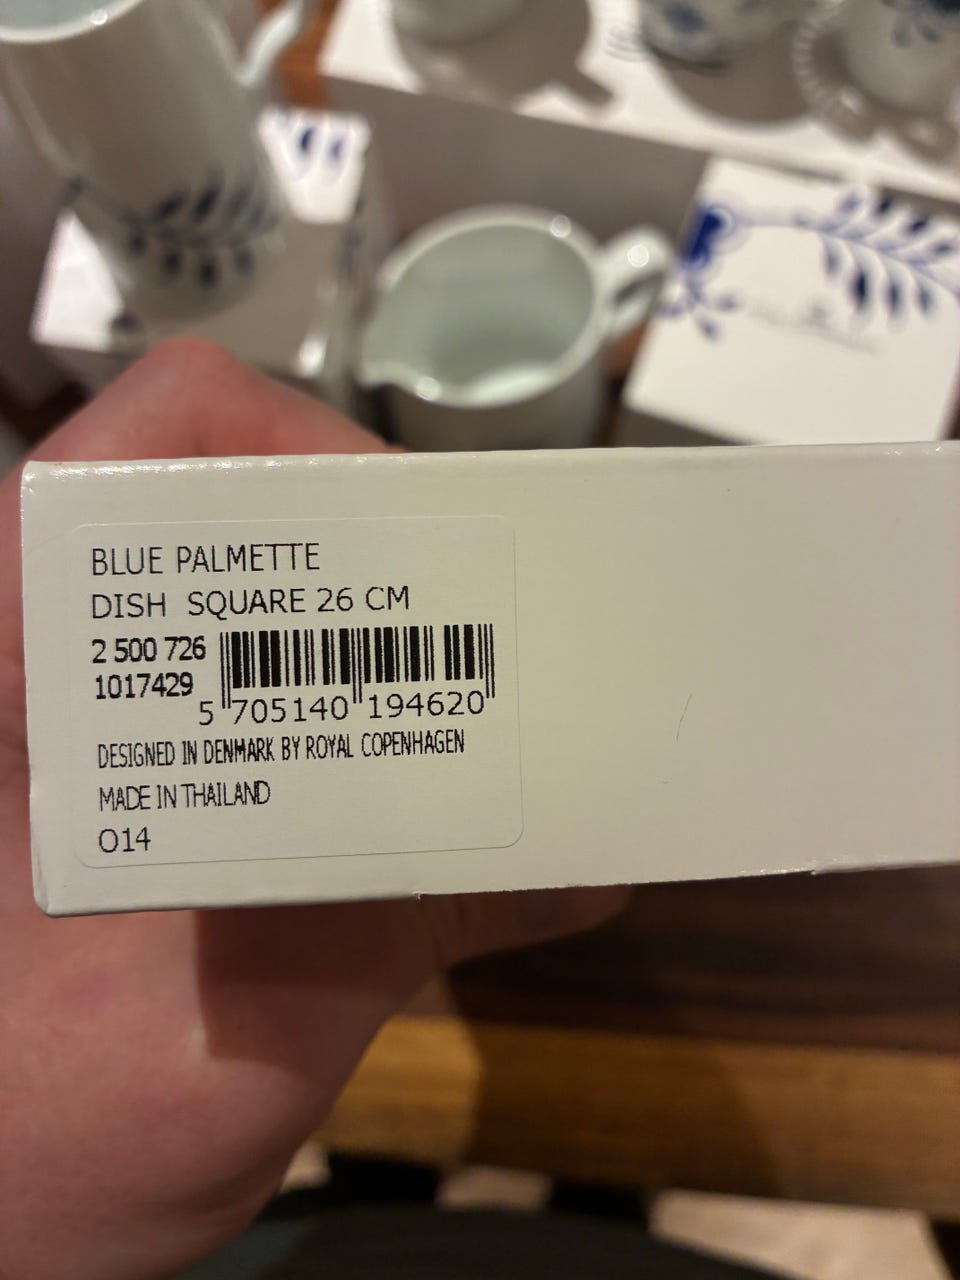 BLUE PALMETTE
DISH SQUARE 26 CM
2 500 726
1017429
5 705140 194620
DESIGNED IN DENMARK BY ROYAL COPENHAGEN
MADE IN THAILAND
O14